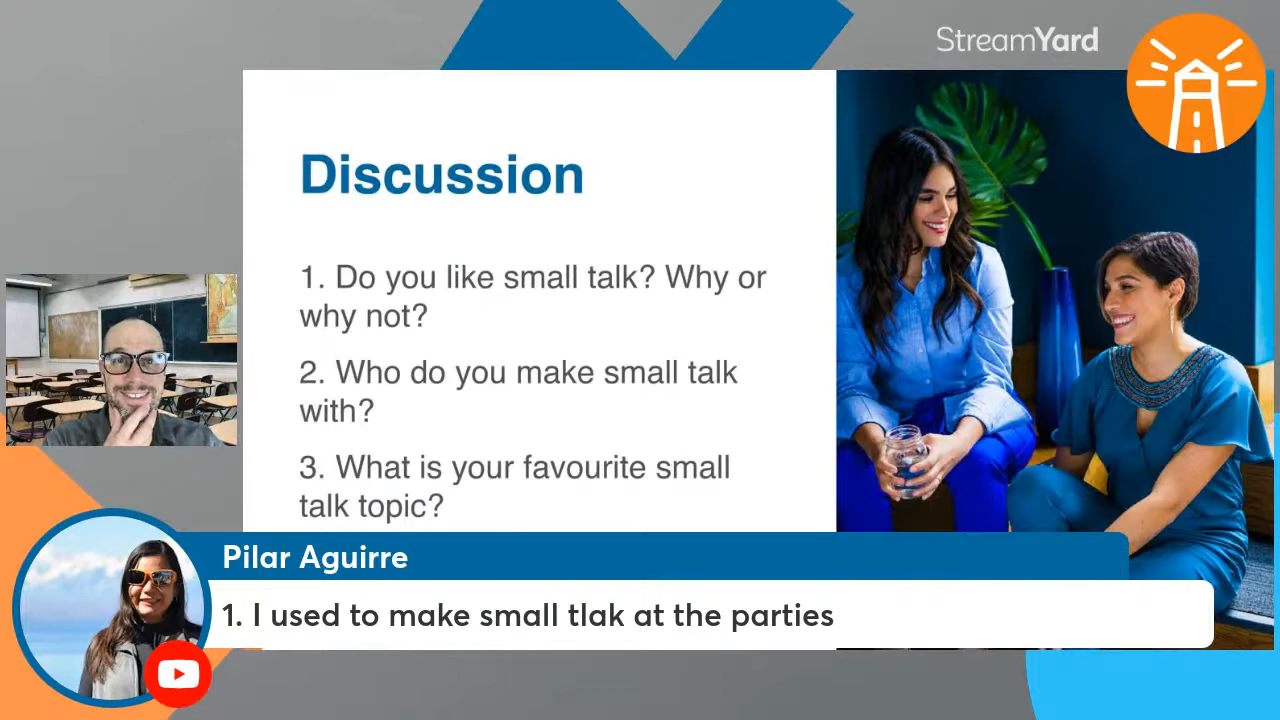 StreamYard
Discussion
1. Do you like small talk? Why or
why not?
2. Who do you make small talk
with?
3. What is your favourite small
talk topic?
Pilar Aguirre
1. I used to make small tlak at the parties